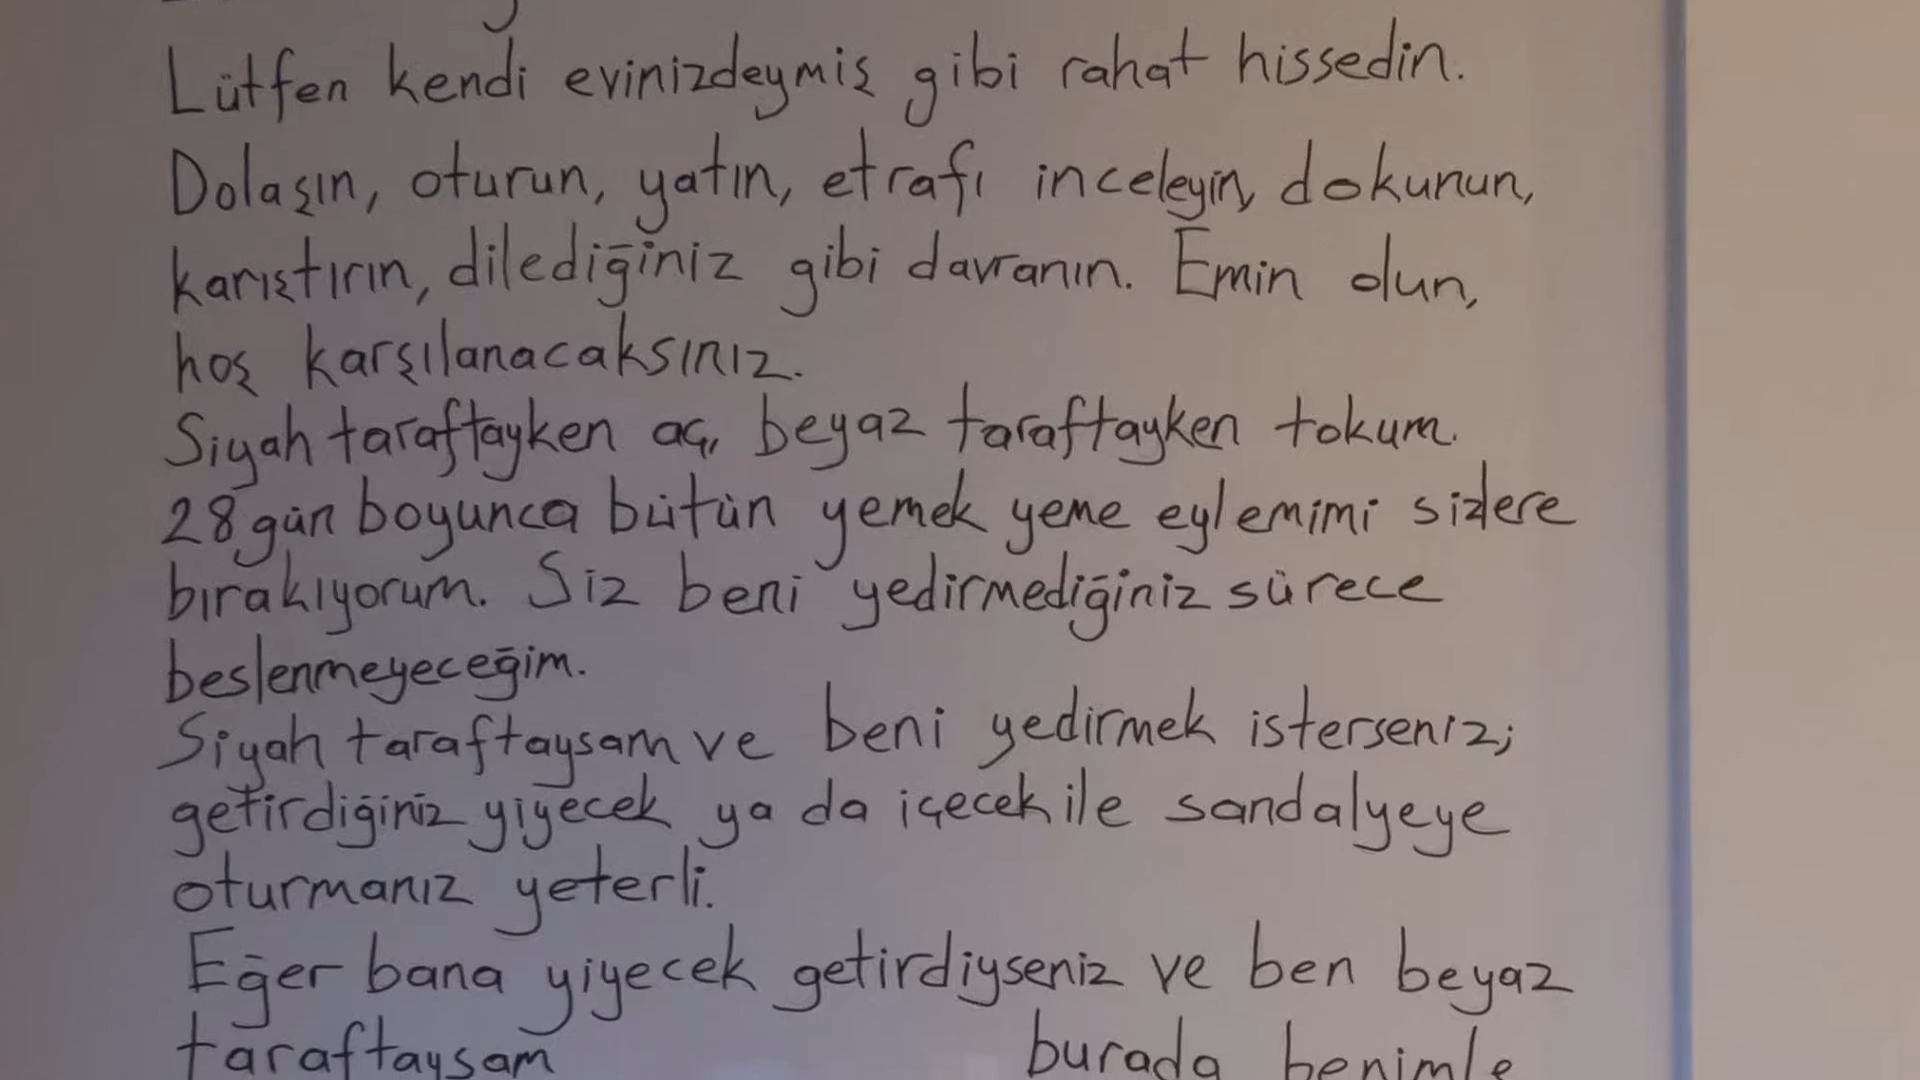 Lütfen kendi evinizdeymiş gibi rahat hissedin.
Dolaşın, oturun, yatın, etrafı inceleyin, dokunun,
karıştırın, dilediğiniz gibi davranın. Emin olun,
hoş karşılanacaksınız.
Siyah taraftayken aç, beyaz taraftayken tokum.
28 gün boyunca bütün yemek yeme eylemimi sizlere
bırakıyorum. Siz beni yedirmediğiniz sürece
beslenmeyeceğim.
Siyah taraftaysam ve beni yedirmek isterseniz;
getirdiğiniz yiyecek ya da içecek ile sandalyeye
oturmanız yeterli.
Eğer bana yiyecek getirdiyseniz ve ben beyaz
taraftaysam burada benimle